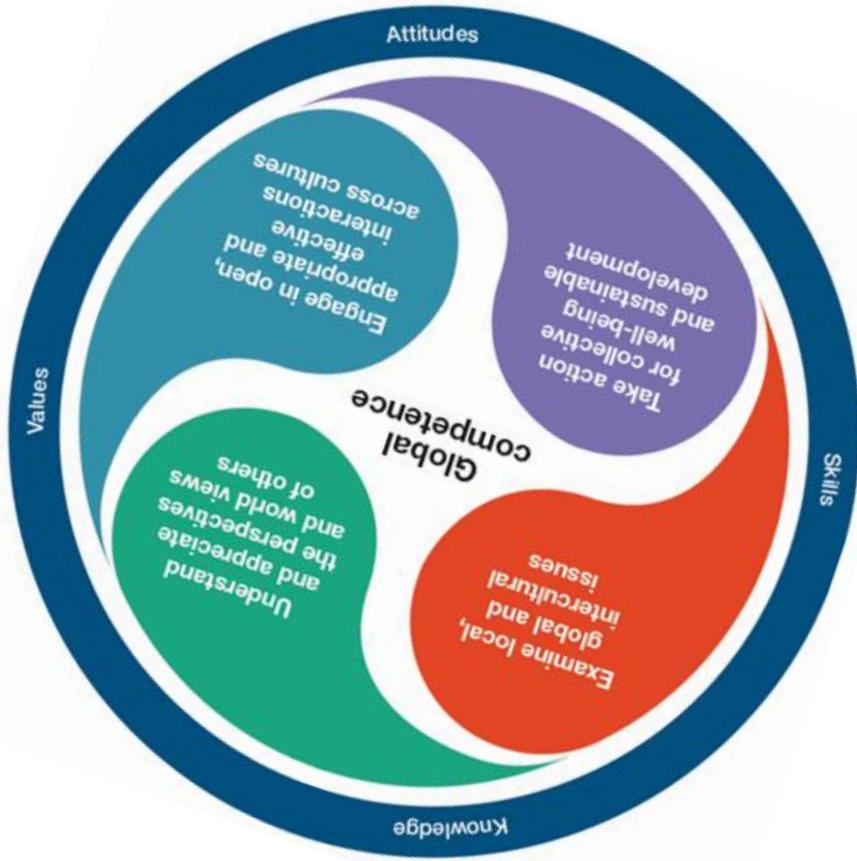 Knowledge
Examine local,
global and
intercultural
issues
Understand
and appreciate
the perspectives
and world views
of others
Skills
Global
competence
Values
Take action
for collective
well-being
and sustainable
development
Engage in open,
appropriate and
effective
interactions
across cultures
Attitudes